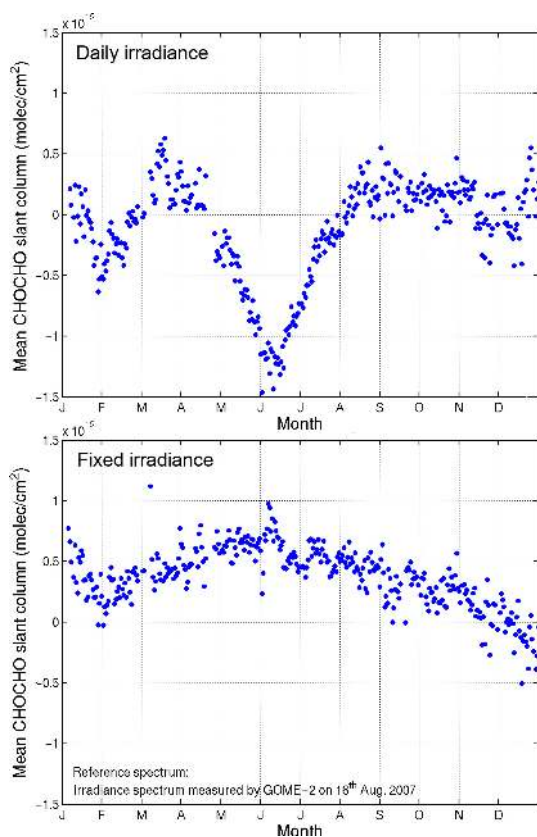 x 10⁻⁵
1.5
Daily irradiance
1
0.5
0
−0.5
−1
−1.5
Mean CHOCHO slant column (molec/cm²)
J F M A M J J A S O N D
Month
x 10⁻⁵
1.5
Fixed irradiance
1
0.5
0
−0.5
−1
−1.5
Mean CHOCHO slant column (molec/cm²)
Reference spectrum:
Irradiance spectrum measured by GOME-2 on 18th Aug. 2007
J F M A M J J A S O N D
Month